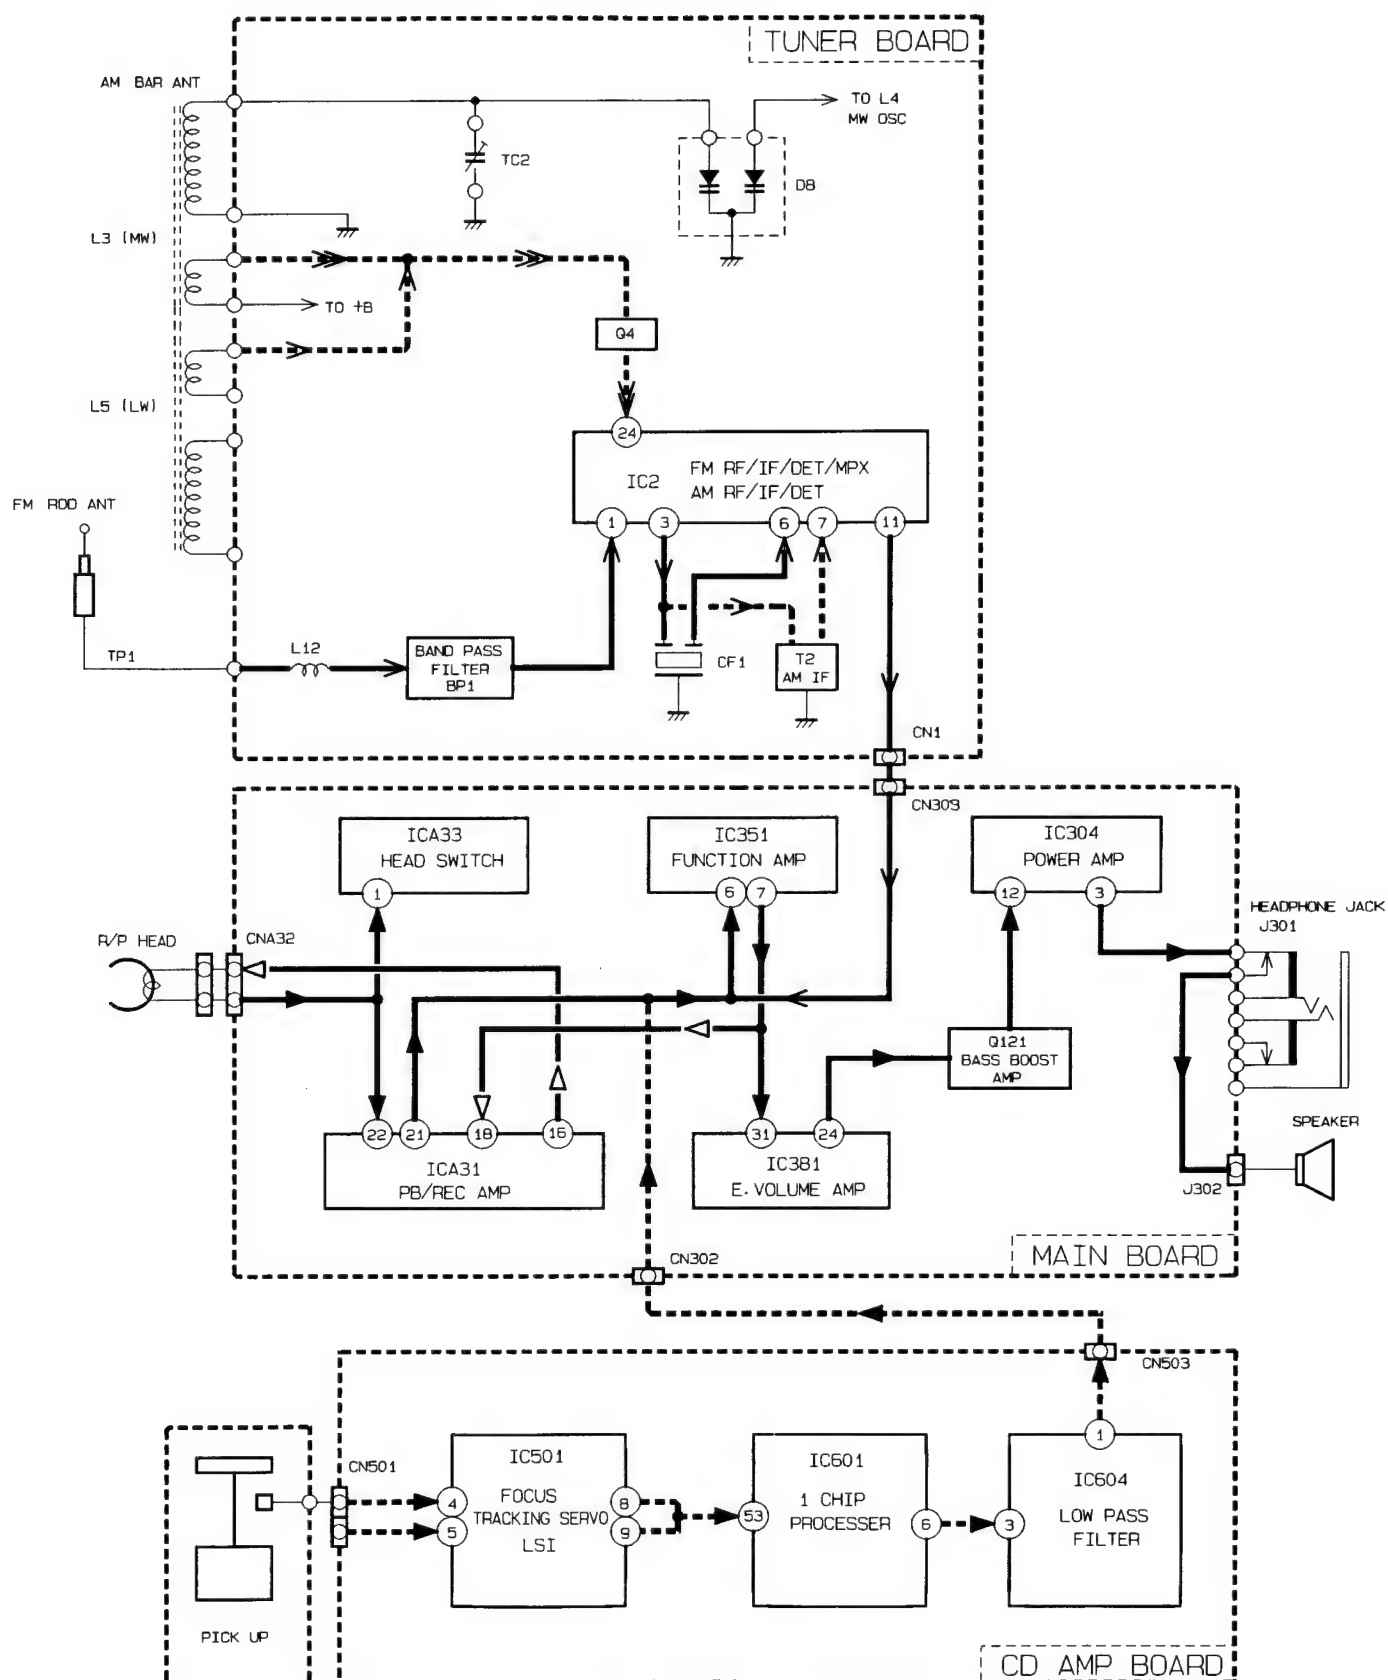 TUNER BOARD
AM BAR ANT
TO L4
MW OSC
TC2
D8
L3 (MW)
TO +B
Q4
L5 (LW)
24
IC2
FM RF/IF/DET/MPX
AM RF/IF/DET
FM ROD ANT
1
3
6
7
11
TP1
L12
BAND PASS
FILTER
BP1
CF1
T2
AM IF
CN1
CN309
ICA33
HEAD SWITCH
1
IC351
FUNCTION AMP
6
7
IC304
POWER AMP
12
3
HEADPHONE JACK
J301
R/P HEAD
CNA32
Q121
BASS BOOST
AMP
22
21
18
16
ICA31
PB/REC AMP
31
24
IC381
E.VOLUME AMP
SPEAKER
J302
CN302
MAIN BOARD
CN503
CN501
IC501
FOCUS
TRACKING SERVO
LSI
4
5
8
9
IC601
1 CHIP
PROCESSER
53
6
1
IC604
LOW PASS
FILTER
3
PICK UP
CD AMP BOARD